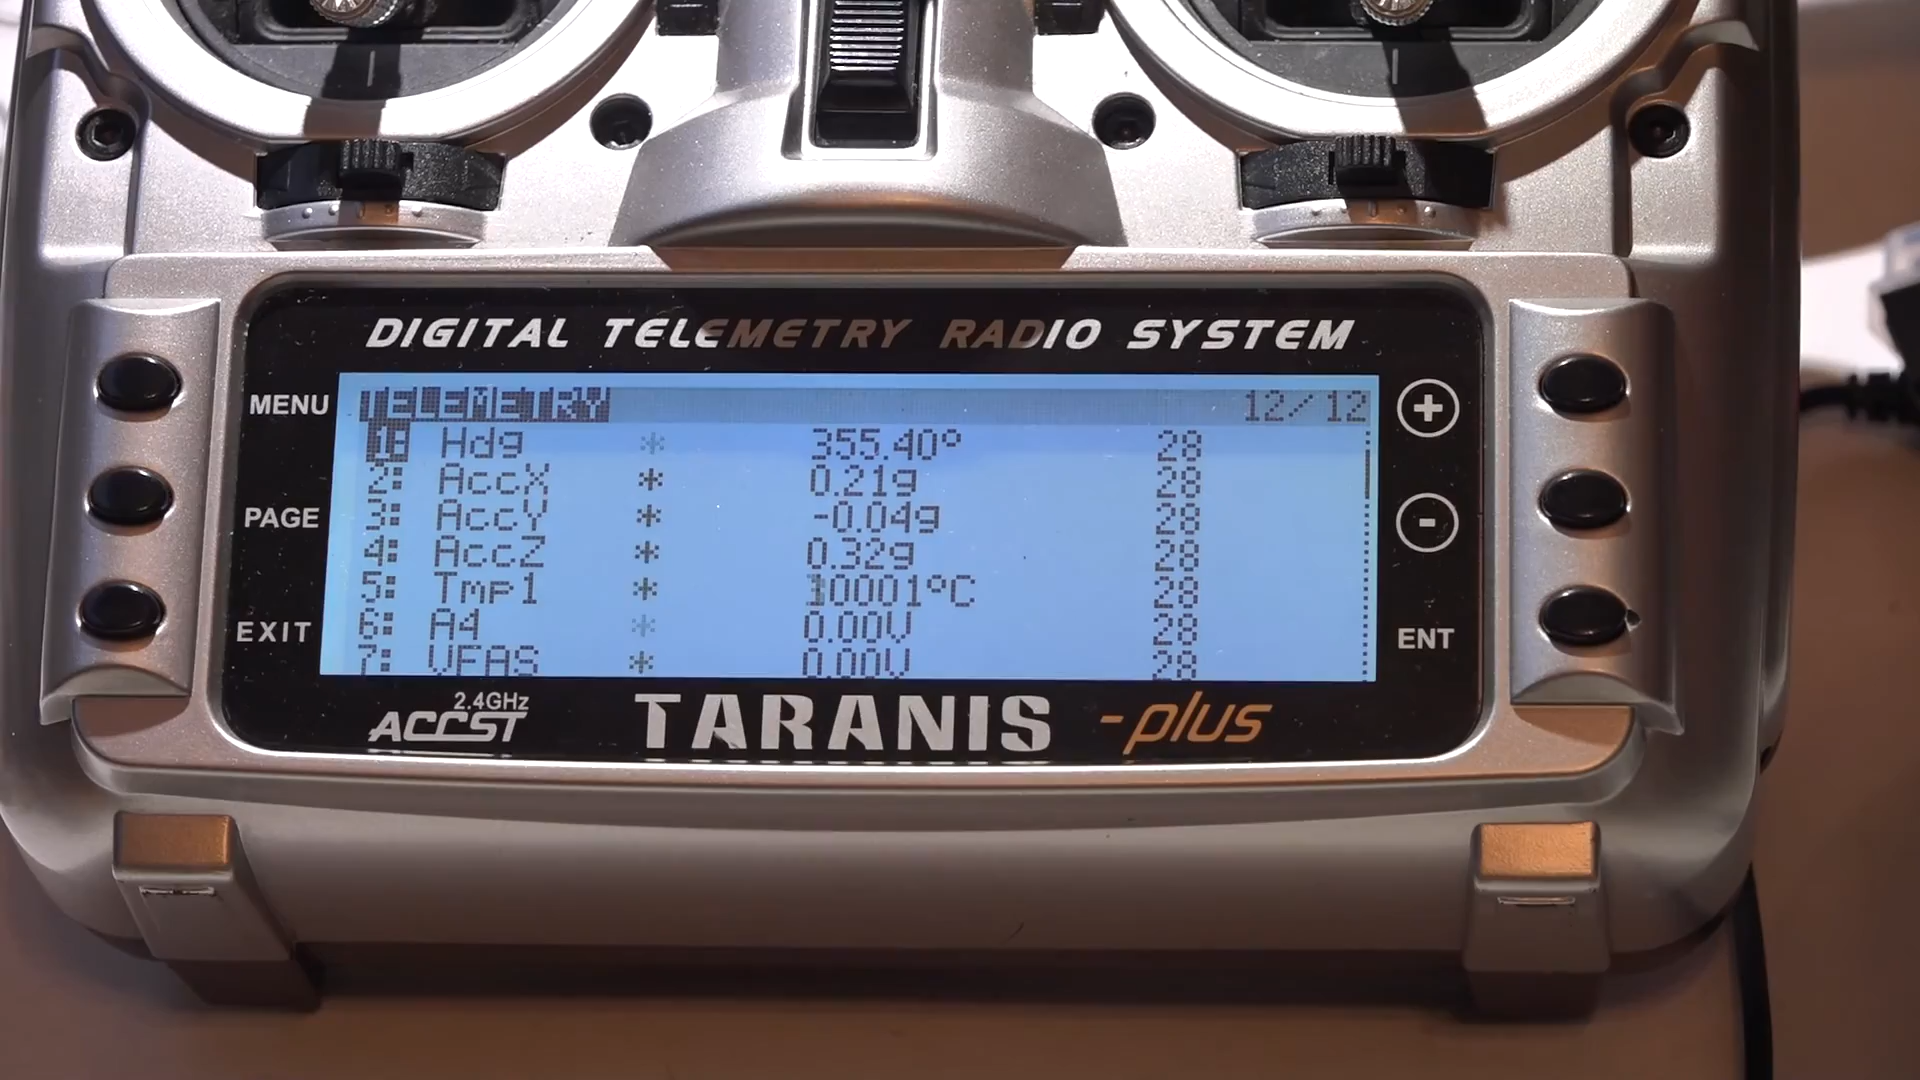 DIGITAL TELEMETRY RADIO SYSTEM
MENU
PAGE
EXIT
TELEMETRY 12/12
1: Hdg * 355.40º 28
2: AccX * 0.21g 28
3: AccY * -0.04g 28
4: AccZ * 0.32g 28
5: Tmp1 * 10001ºC 28
6: A4 * 0.00V 28
7: VFAS * 0.00V 28
+
-
ENT
2.4GHz
ACCST
TARANIS -plus